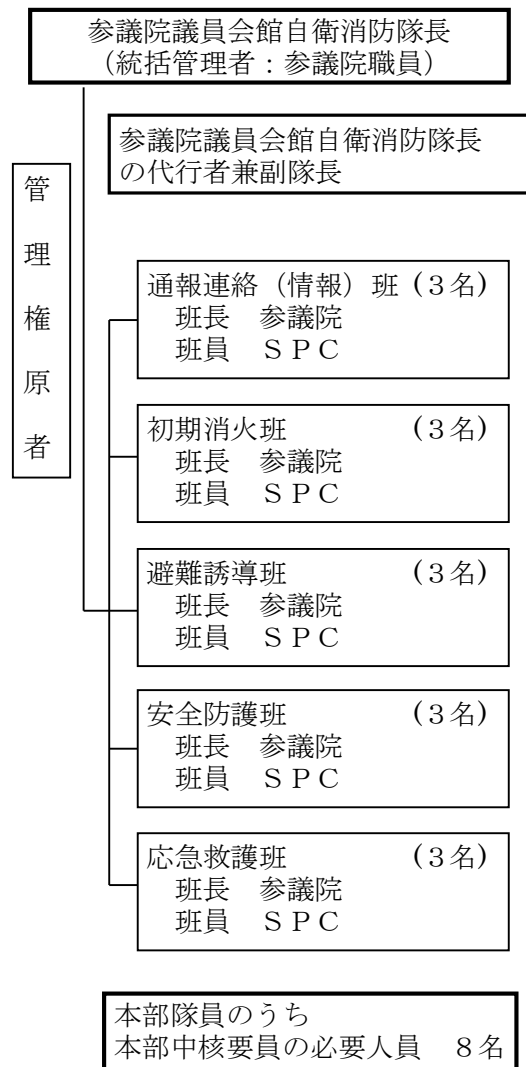 参議院議員会館自衛消防隊長
(統括管理者:参議院職員)
参議院議員会館自衛消防隊長
の代行者兼副隊長
管理権原者
通報連絡(情報)班(3名)
班長 参議院
班員 SPC
初期消火班 (3名)
班長 参議院
班員 SPC
避難誘導班 (3名)
班長 参議院
班員 SPC
安全防護班 (3名)
班長 参議院
班員 SPC
応急救護班 (3名)
班長 参議院
班員 SPC
本部隊員のうち
本部中核要員の必要人員 8名